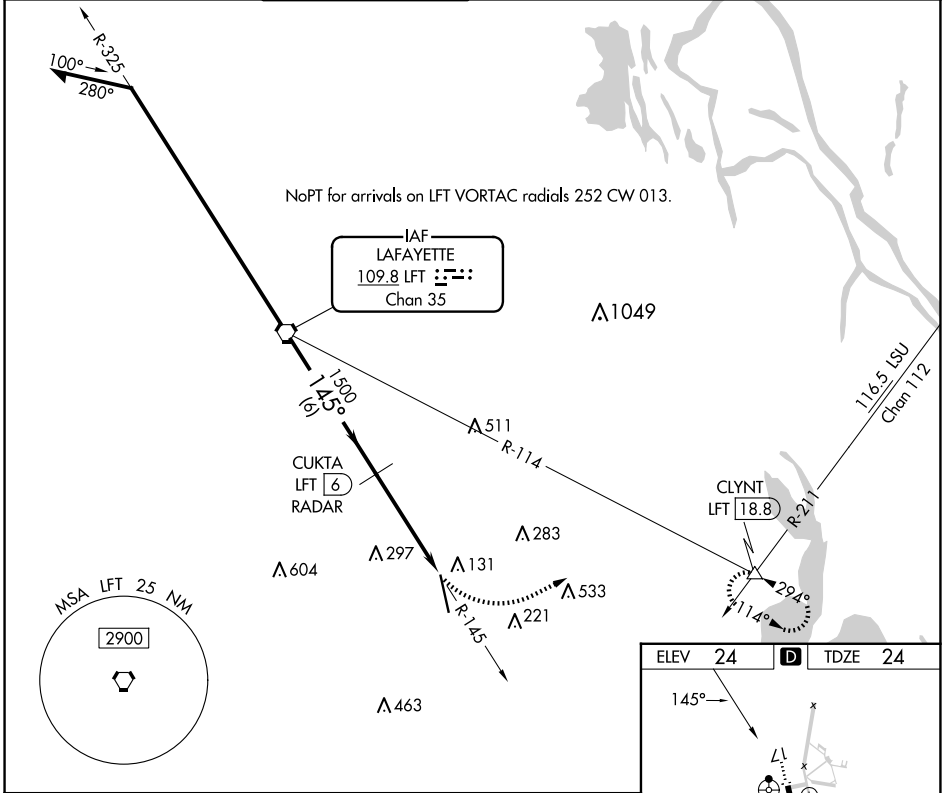 R-325
100°
280°
NoPT for arrivals on LFT VORTAC radials 252 CW 013.
IAF
LAFAYETTE
109.8 LFT
Chan 35
1049
116.5 LSU
Chan 112
1500
145°
(6)
511
R-114
CUKTA
LFT 6
RADAR
CLYNT
LFT 18.8
R-211
283
297
131
604
533
221
294°
114°
R-145
MSA LFT 25 NM
2900
463
ELEV 24 D TDZE 24
145°
17